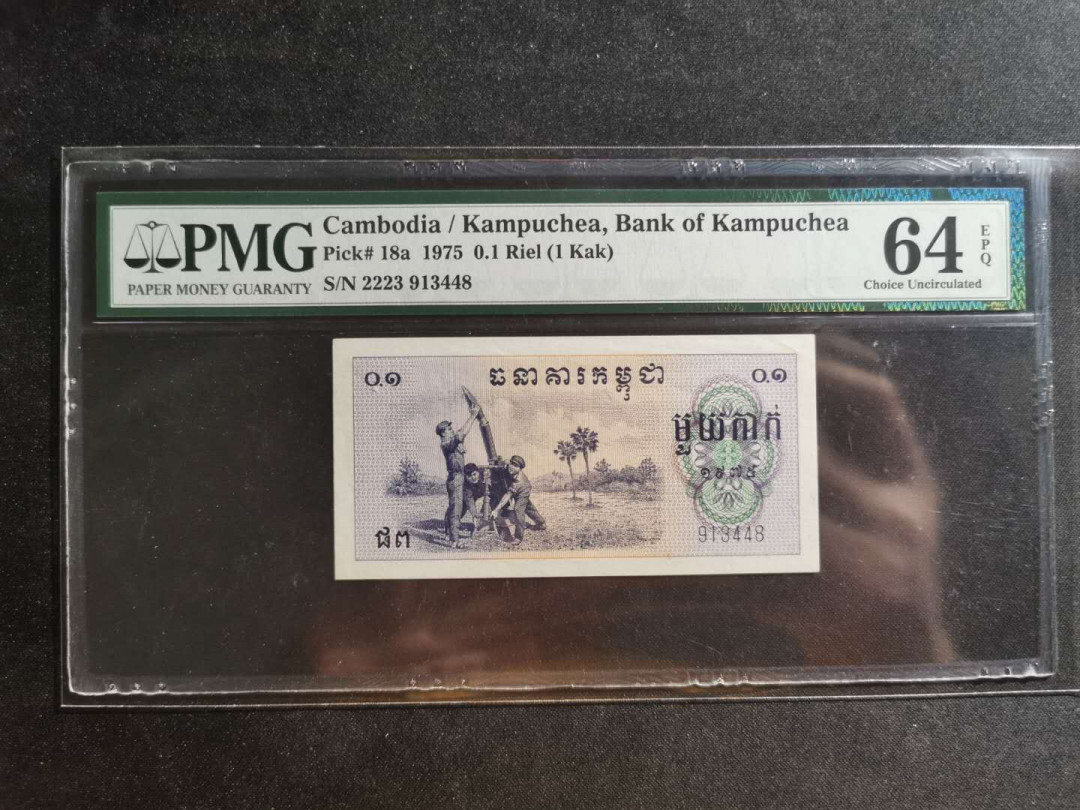 PMG
PAPER MONEY GUARANTY
Cambodia / Kampuchea, Bank of Kampuchea
Pick# 18a 1975 0.1 Riel (1 Kak)
S/N 2223 913448
64
EPQ
Choice Uncirculated
០.១ ធនាគារកម្ពុជា ០.១
មួយកាក់
១៩៧៥
ជព
913448